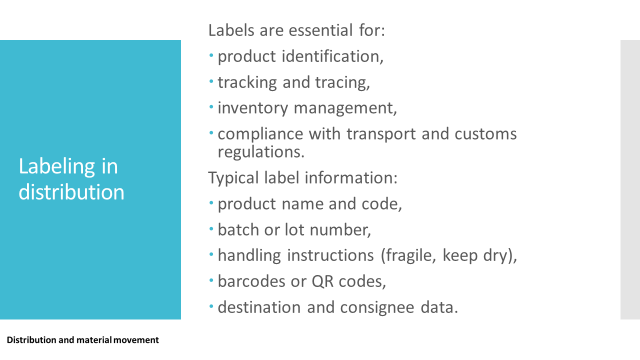 Labeling in
distribution
Labels are essential for:
• product identification,
• tracking and tracing,
• inventory management,
• compliance with transport and customs
regulations.
Typical label information:
• product name and code,
• batch or lot number,
• handling instructions (fragile, keep dry),
• barcodes or QR codes,
• destination and consignee data.
Distribution and material movement